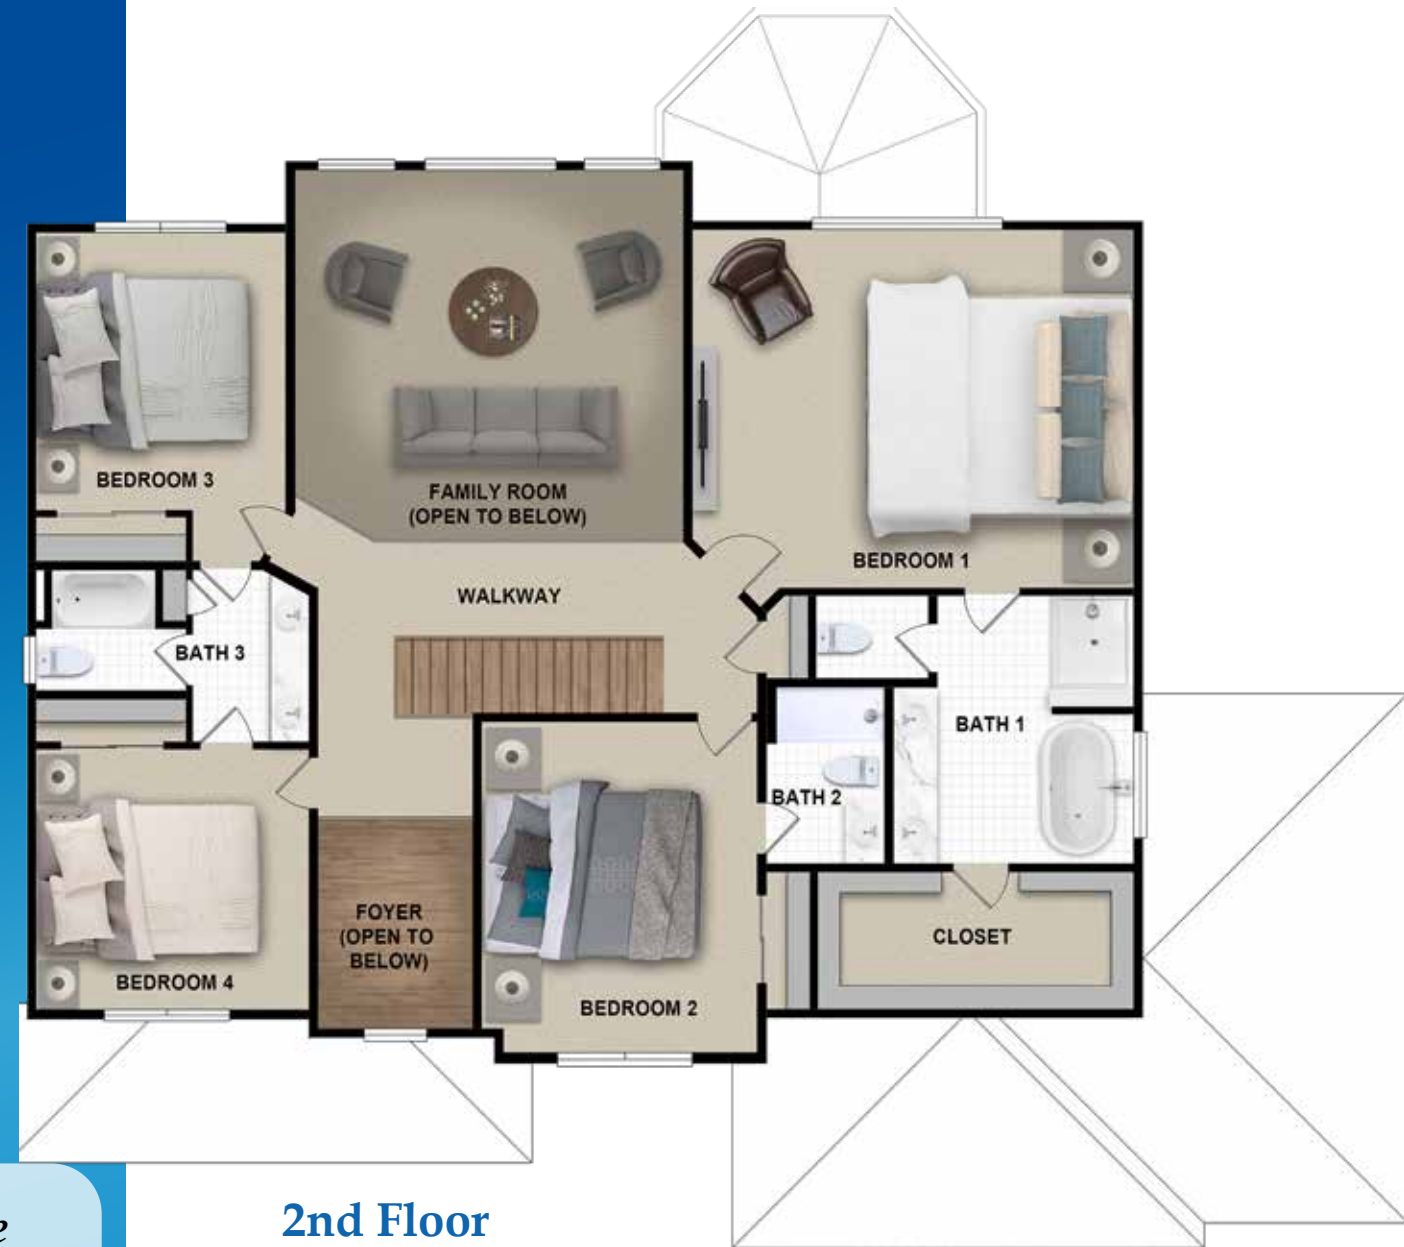 BEDROOM 3
FAMILY ROOM
(OPEN TO BELOW)
BEDROOM 1
WALKWAY
BATH 3
BATH 1
BATH 2
FOYER
(OPEN TO
BELOW)
CLOSET
BEDROOM 4
BEDROOM 2
2nd Floor
e